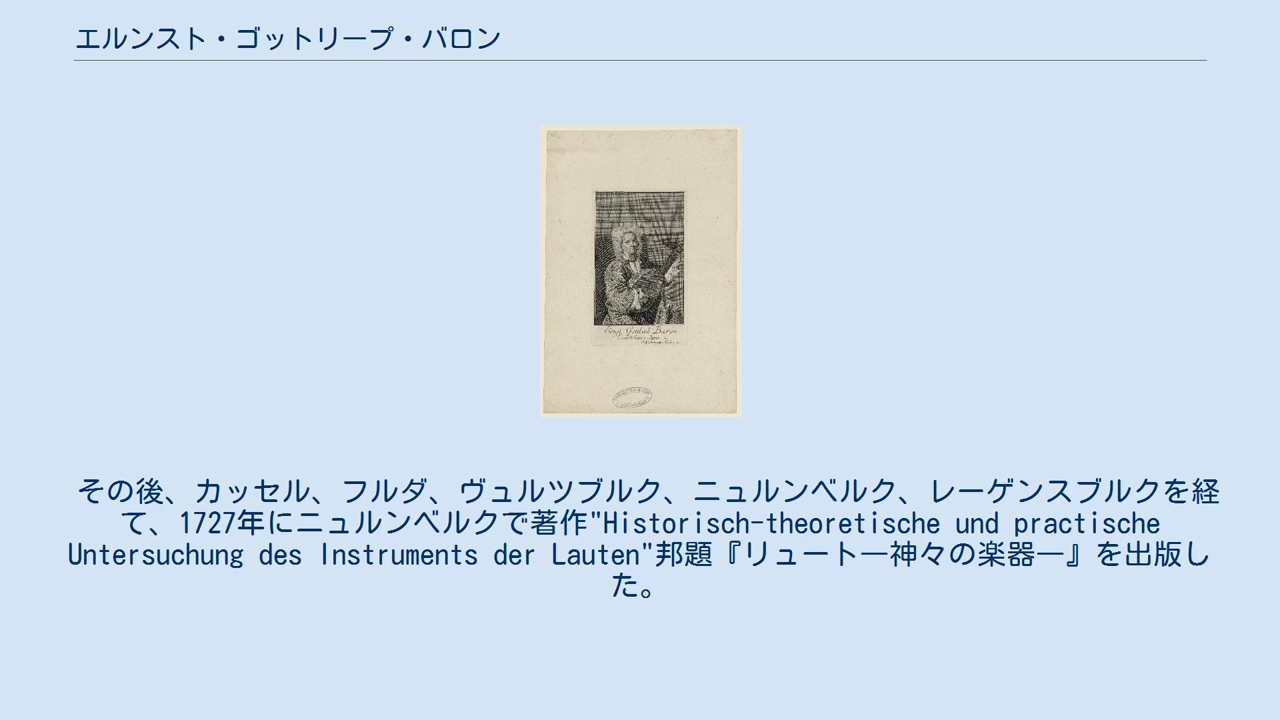 エルンスト・ゴットリープ・バロン
その後、カッセル、フルダ、ヴュルツブルク、ニュルンベルク、レーゲンスブルクを経
て、1727年にニュルンベルクで著作"Historisch-theoretische und practische
Untersuchung des Instruments der Lauten"邦題『リュート―神々の楽器―』を出版し
た。